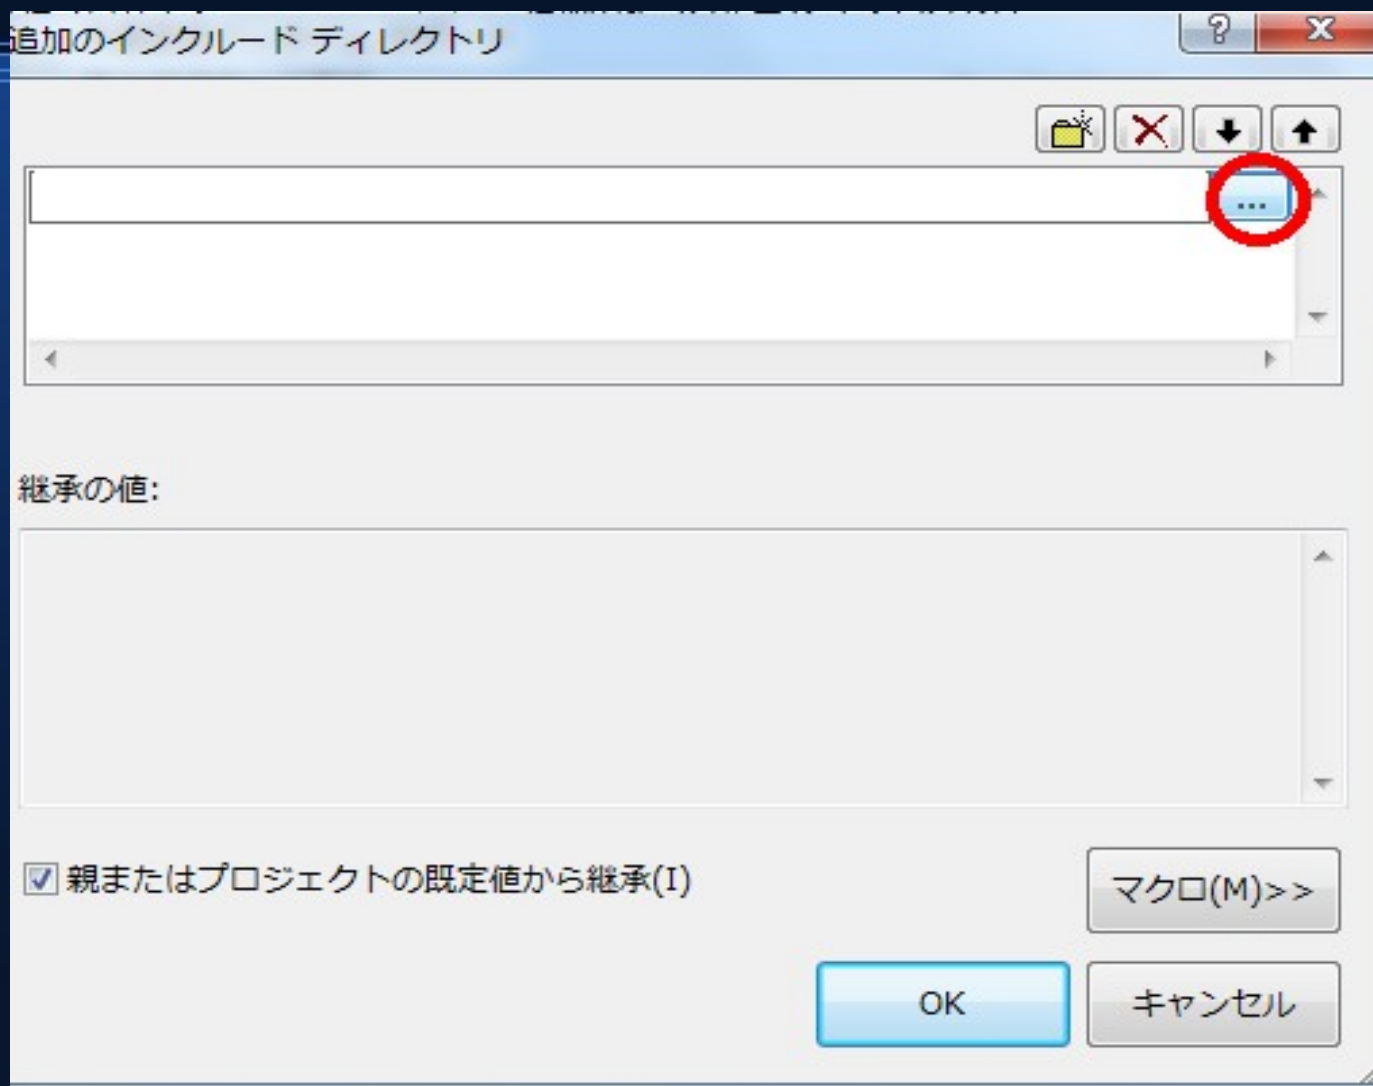 追加のインクルード ディレクトリ
...
継承の値:
親またはプロジェクトの既定値から継承(I)
マクロ(M)>>
OK
キャンセル